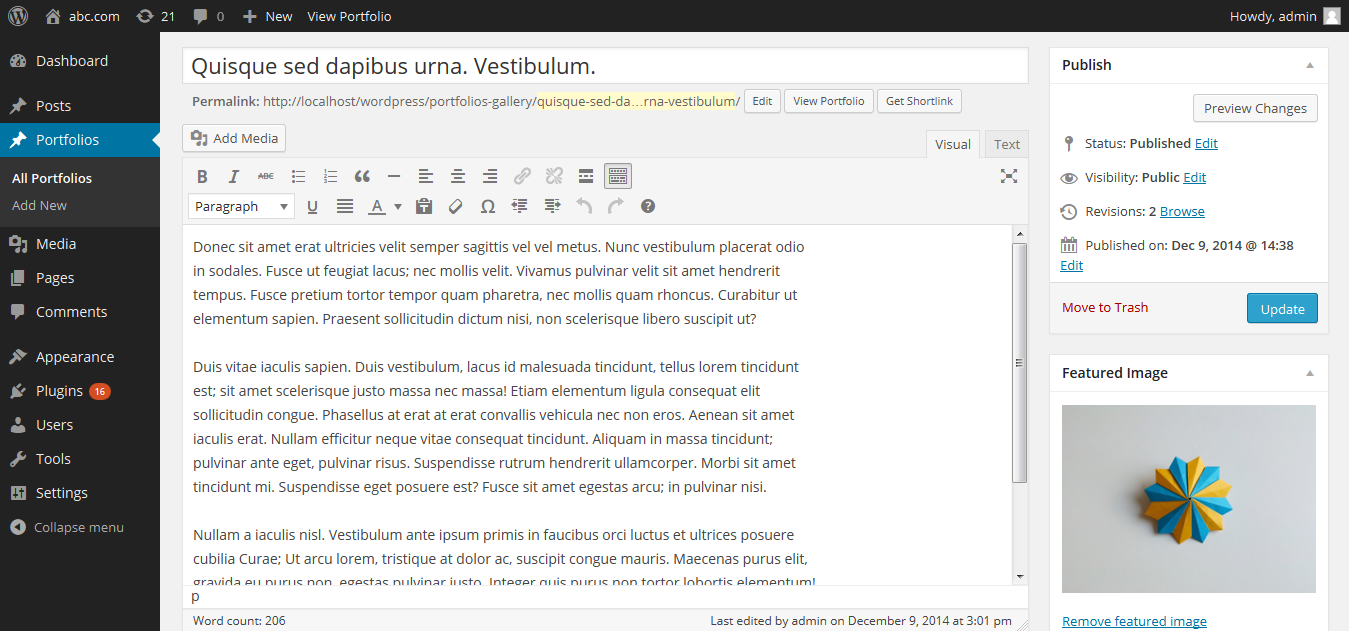 abc.com 21 0 New View Portfolio Howdy, admin
Dashboard
Posts
Portfolios
All Portfolios
Add New
Media
Pages
Comments
Appearance
Plugins 16
Users
Tools
Settings
Collapse menu
Quisque sed dapibus urna. Vestibulum.
Permalink: http://localhost/wordpress/portfolios-gallery/quisque-sed-da...rna-vestibulum/ Edit View Portfolio Get Shortlink
Add Media
Visual Text
B I ABC
Paragraph U A Ω ?
Donec sit amet erat ultricies velit semper sagittis vel vel metus. Nunc vestibulum placerat odio
in sodales. Fusce ut feugiat lacus; nec mollis velit. Vivamus pulvinar velit sit amet hendrerit
tempus. Fusce pretium tortor tempor quam pharetra, nec mollis quam rhoncus. Curabitur ut
elementum sapien. Praesent sollicitudin dictum nisi, non scelerisque libero suscipit ut?
Duis vitae iaculis sapien. Duis vestibulum, lacus id malesuada tincidunt, tellus lorem tincidunt
est; sit amet scelerisque justo massa nec massa! Etiam elementum ligula consequat elit
sollicitudin congue. Phasellus at erat at erat convallis vehicula nec non eros. Aenean sit amet
iaculis erat. Nullam efficitur neque vitae consequat tincidunt. Aliquam in massa tincidunt;
pulvinar ante eget, pulvinar risus. Suspendisse rutrum hendrerit ullamcorper. Morbi sit amet
tincidunt mi. Suspendisse eget posuere est? Fusce sit amet egestas arcu; in pulvinar nisi.
Nullam a iaculis nisl. Vestibulum ante ipsum primis in faucibus orci luctus et ultrices posuere
cubilia Curae; Ut arcu lorem, tristique at dolor ac, suscipit congue mauris. Maecenas purus elit,
gravida eu purus non, egestas pulvinar justo. Integer quis purus non tortor lobortis elementum!
p
Word count: 206 Last edited by admin on December 9, 2014 at 3:01 pm
Publish
Preview Changes
Status: Published Edit
Visibility: Public Edit
Revisions: 2 Browse
Published on: Dec 9, 2014 @ 14:38
Edit
Move to Trash Update
Featured Image
Remove featured image